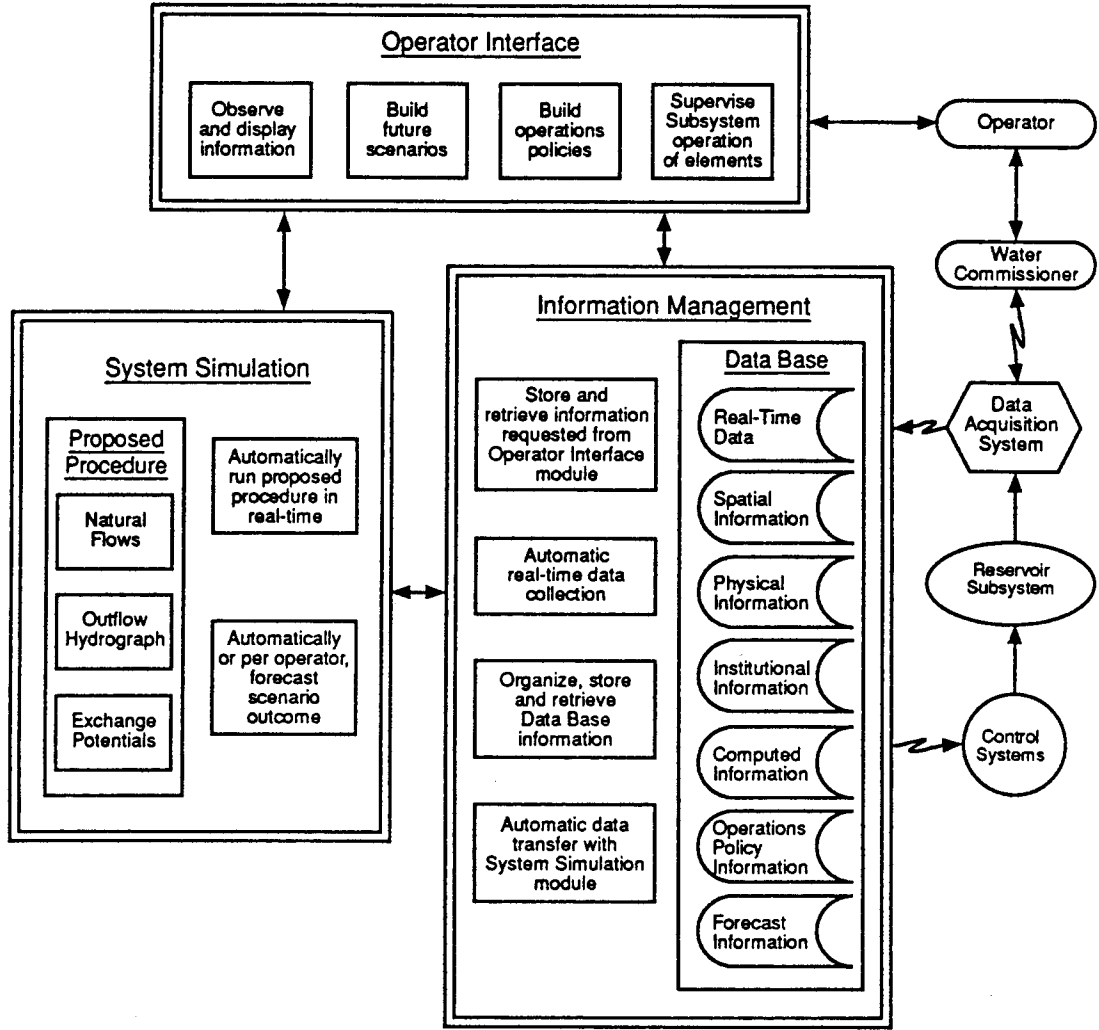 Operator Interface
Observe
and display
information
Build
future
scenarios
Build
operations
policies
Supervise
Subsystem
operation
of elements
Operator
Water
Commissioner
System Simulation
Proposed
Procedure
Natural
Flows
Outflow
Hydrograph
Exchange
Potentials
Automatically
run proposed
procedure in
real-time
Automatically
or per operator,
forecast
scenario
outcome
Information Management
Store and
retrieve information
requested from
Operator Interface
module
Automatic
real-time data
collection
Organize, store
and retrieve
Data Base
information
Automatic data
transfer with
System Simulation
module
Data Base
Real-Time
Data
Spatial
Information
Physical
Information
Institutional
Information
Computed
Information
Operations
Policy
Information
Forecast
Information
Data
Acquisition
System
Reservoir
Subsystem
Control
Systems